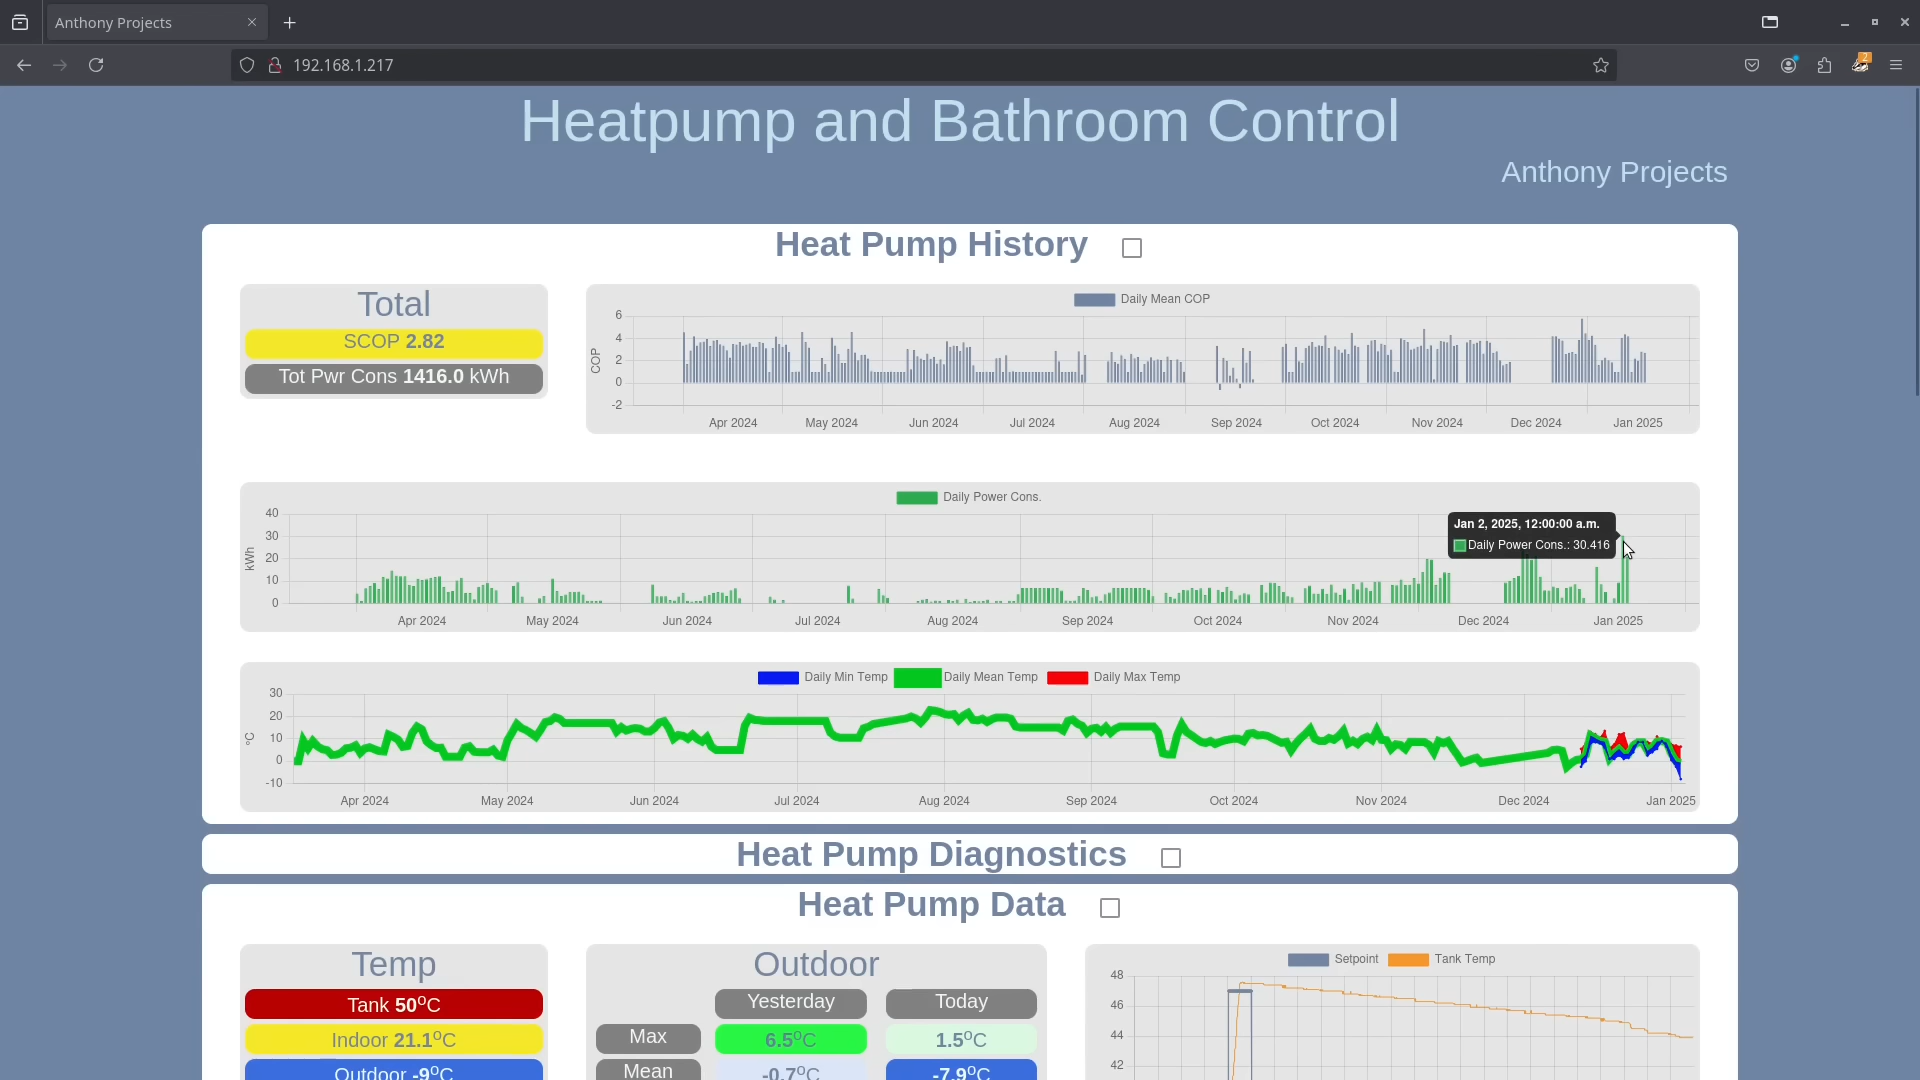 Anthony Projects
192.168.1.217
2
Heatpump and Bathroom Control
Anthony Projects
Heat Pump History
Total
SCOP 2.82
Tot Pwr Cons 1416.0 kWh
Daily Mean COP
COP
6
4
2
0
-2
Apr 2024 May 2024 Jun 2024 Jul 2024 Aug 2024 Sep 2024 Oct 2024 Nov 2024 Dec 2024 Jan 2025
Daily Power Cons.
kWh
40
30
20
10
0
Jan 2, 2025, 12:00:00 a.m.
Daily Power Cons.: 30.416
Apr 2024 May 2024 Jun 2024 Jul 2024 Aug 2024 Sep 2024 Oct 2024 Nov 2024 Dec 2024 Jan 2025
Daily Min Temp Daily Mean Temp Daily Max Temp
°C
30
20
10
0
-10
Apr 2024 May 2024 Jun 2024 Jul 2024 Aug 2024 Sep 2024 Oct 2024 Nov 2024 Dec 2024 Jan 2025
Heat Pump Diagnostics
Heat Pump Data
Temp
Tank 50ºC
Indoor 21.1ºC
Outdoor -9ºC
Outdoor
Yesterday Today
Max 6.5ºC 1.5ºC
Mean -0.7ºC -7.9ºC
Setpoint Tank Temp
48
46
44
42